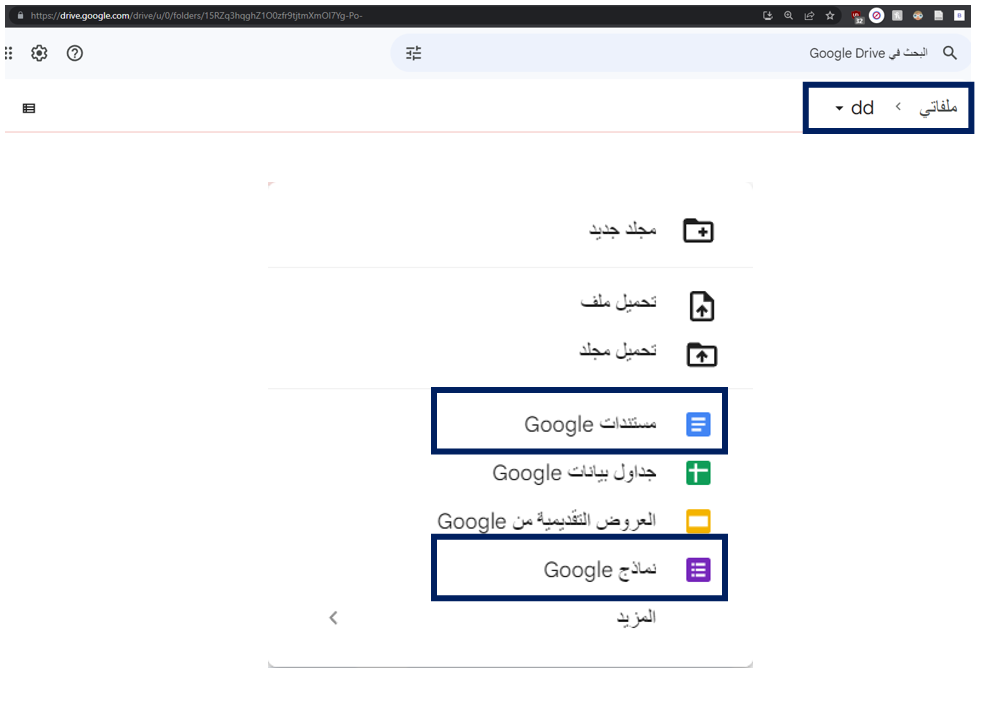 https://drive.google.com/drive/u/0/folders/15RZq3hqghZ1O0zfr9tjtmXmOI7Yg-Po-
البحث في Google Drive
ملفاتي > dd
مجلد جديد
تحميل ملف
تحميل مجلد
مستندات Google
جداول بيانات Google
العروض التقديمية من Google
نماذج Google
المزيد